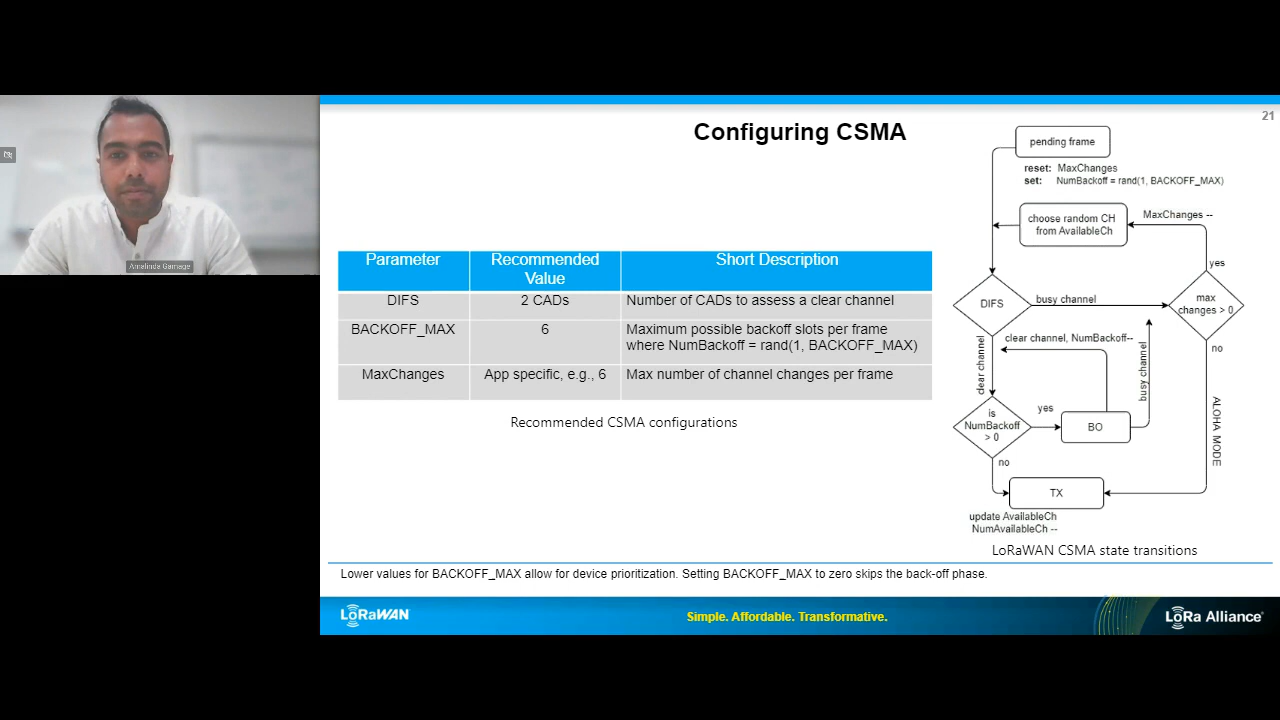 Amalinda Gamage
21
Configuring CSMA
Parameter
Recommended Value
Short Description
DIFS
2 CADs
Number of CADs to assess a clear channel
BACKOFF_MAX
6
Maximum possible backoff slots per frame
where NumBackoff = rand(1, BACKOFF_MAX)
MaxChanges
App specific, e.g., 6
Max number of channel changes per frame
Recommended CSMA configurations
pending frame
reset: MaxChanges
set: NumBackoff = rand(1, BACKOFF_MAX)
choose random CH
from AvailableCh
MaxChanges --
yes
DIFS
busy channel
max
changes > 0
clear channel, NumBackoff--
no
clear channel
busy channel
is
NumBackoff
> 0
yes
BO
ALOHA MODE
no
TX
update AvailableCh
NumAvailableCh --
LoRaWAN CSMA state transitions
Lower values for BACKOFF_MAX allow for device prioritization. Setting BACKOFF_MAX to zero skips the back-off phase.
LoRaWAN
Simple. Affordable. Transformative.
LoRa Alliance